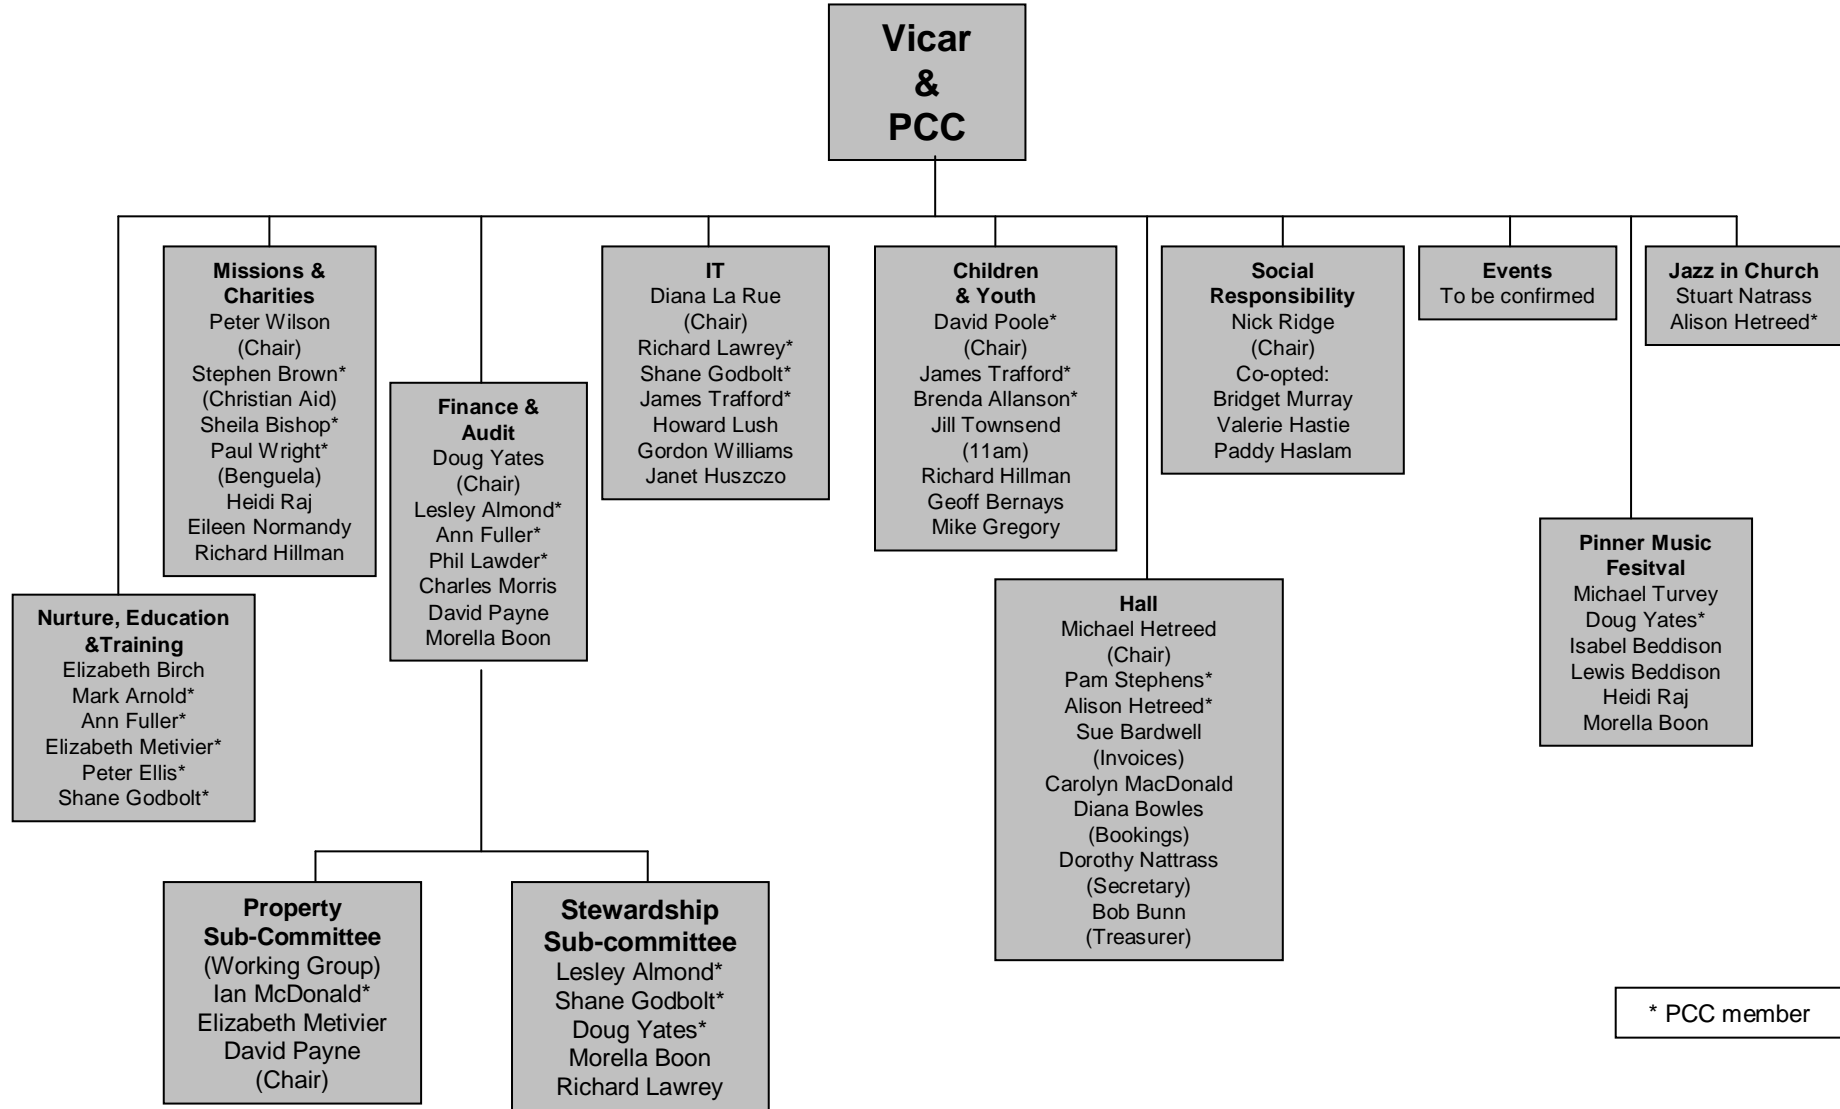 Vicar
&
PCC
Missions &
Charities
Peter Wilson
(Chair)
Stephen Brown*
(Christian Aid)
Sheila Bishop*
Paul Wright*
(Benguela)
Heidi Raj
Eileen Normandy
Richard Hillman
IT
Diana La Rue
(Chair)
Richard Lawrey*
Shane Godbolt*
James Trafford*
Howard Lush
Gordon Williams
Janet Huszczo
Children
& Youth
David Poole*
(Chair)
James Trafford*
Brenda Allanson*
Jill Townsend
(11am)
Richard Hillman
Geoff Bernays
Mike Gregory
Social
Responsibility
Nick Ridge
(Chair)
Co-opted:
Bridget Murray
Valerie Hastie
Paddy Haslam
Events
To be confirmed
Jazz in Church
Stuart Natrass
Alison Hetreed*
Finance &
Audit
Doug Yates
(Chair)
Lesley Almond*
Ann Fuller*
Phil Lawder*
Charles Morris
David Payne
Morella Boon
Pinner Music
Fesitval
Michael Turvey
Doug Yates*
Isabel Beddison
Lewis Beddison
Heidi Raj
Morella Boon
Nurture, Education
&Training
Elizabeth Birch
Mark Arnold*
Ann Fuller*
Elizabeth Metivier*
Peter Ellis*
Shane Godbolt*
Hall
Michael Hetreed
(Chair)
Pam Stephens*
Alison Hetreed*
Sue Bardwell
(Invoices)
Carolyn MacDonald
Diana Bowles
(Bookings)
Dorothy Nattrass
(Secretary)
Bob Bunn
(Treasurer)
Property
Sub-Committee
(Working Group)
Ian McDonald*
Elizabeth Metivier
David Payne
(Chair)
Stewardship
Sub-committee
Lesley Almond*
Shane Godbolt*
Doug Yates*
Morella Boon
Richard Lawrey
* PCC member